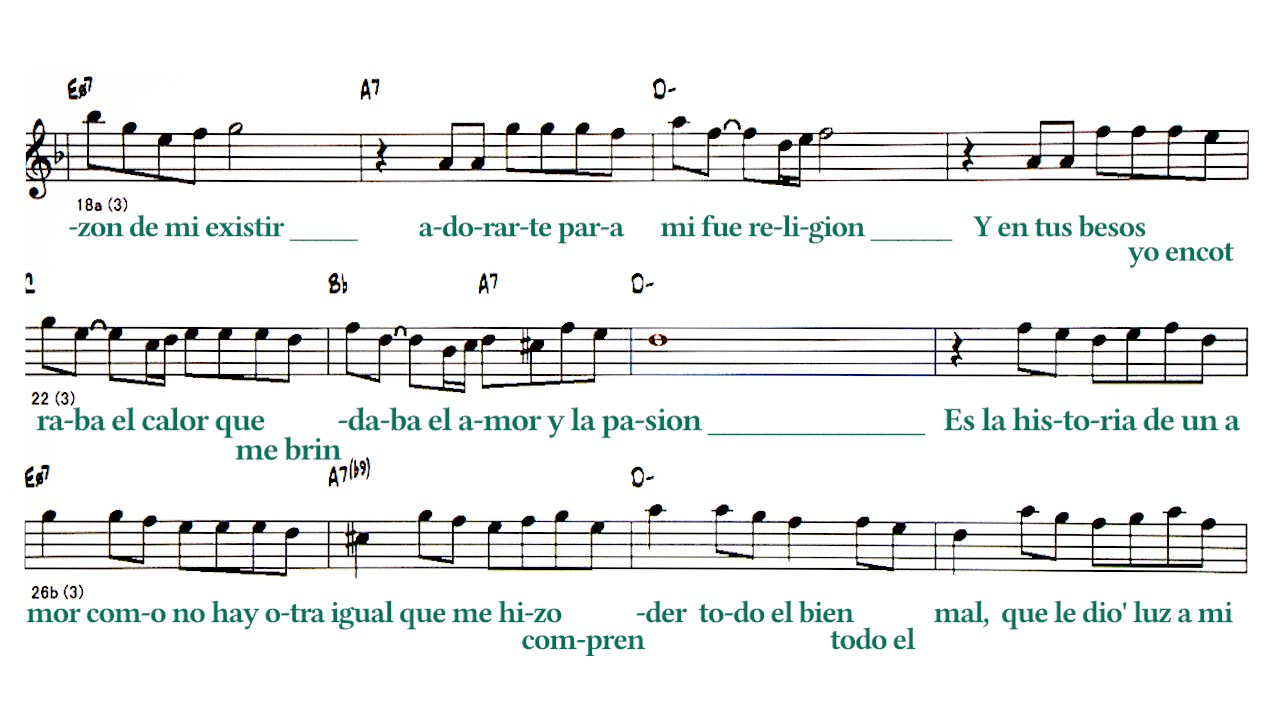 Eø7 A7 D-
18a (3)
-zon de mi existir _____ a-do-rar-te par-a mi fue re-li-gion ______ Y en tus besos
yo encot
C Bb A7 D-
22 (3)
ra-ba el calor que -da-ba el a-mor y la pa-sion ________________ Es la his-to-ria de un a
me brin
Eø7 A7(b9) D-
26b (3)
mor com-o no hay o-tra igual que me hi-zo -der to-do el bien mal, que le dio' luz a mi
com-pren todo el